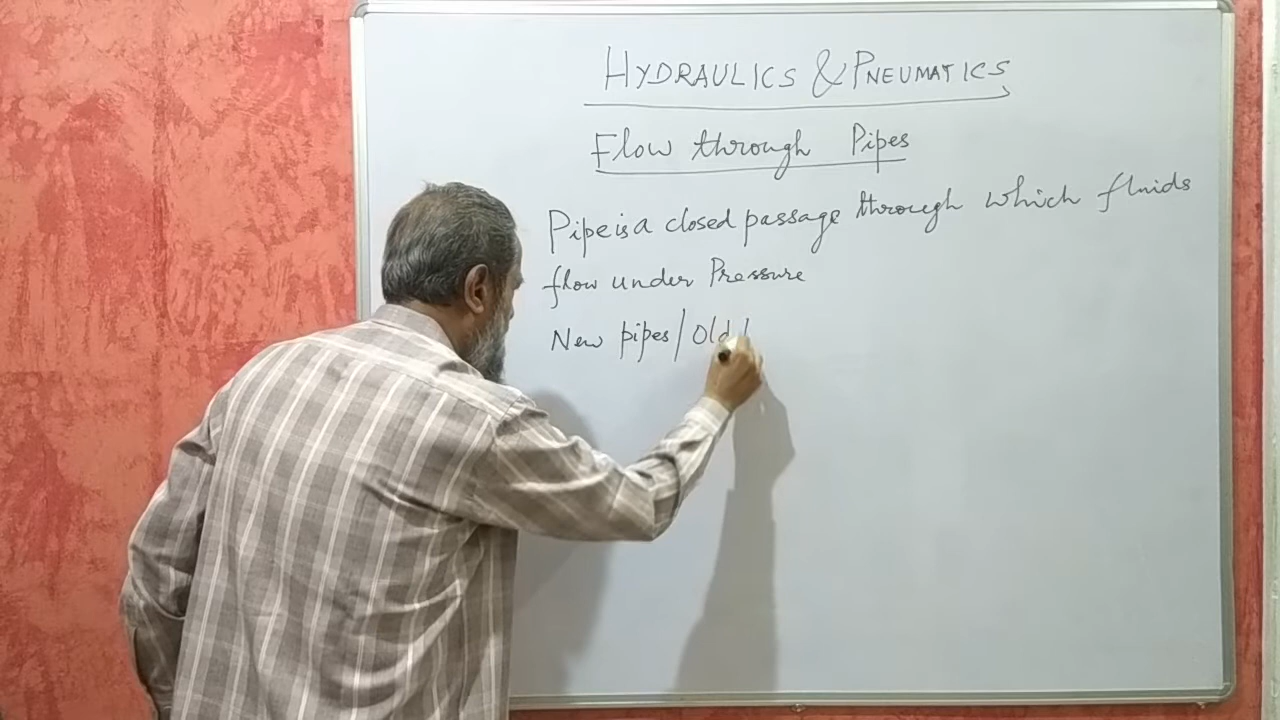 HYDRAULICS & PNEUMATICS
Flow through Pipes
Pipe is a closed passage through which fluids
flow under Pressure
New pipes/Old